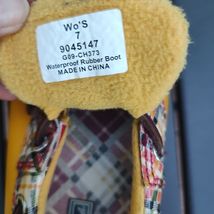 Wo'S
7
9045147
G89-CH373
Waterproof Rubber Boot
MADE IN CHINA